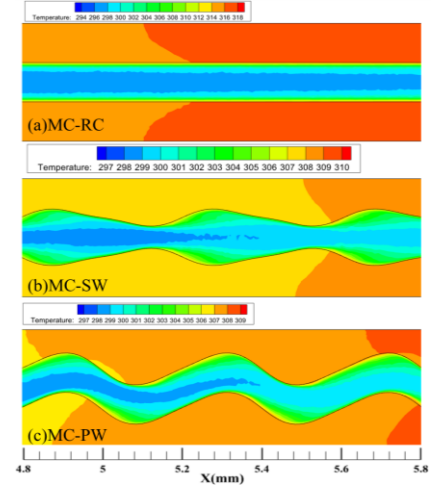 Temperature: 294 296 298 300 302 304 306 308 310 312 314 316 318
(a)MC-RC
Temperature: 297 298 299 300 301 302 303 304 305 306 307 308 309 310
(b)MC-SW
Temperature: 297 298 299 300 301 302 303 304 305 306 307 308 309
(c)MC-PW
4.8 5 5.2 5.4 5.6 5.8
X(mm)